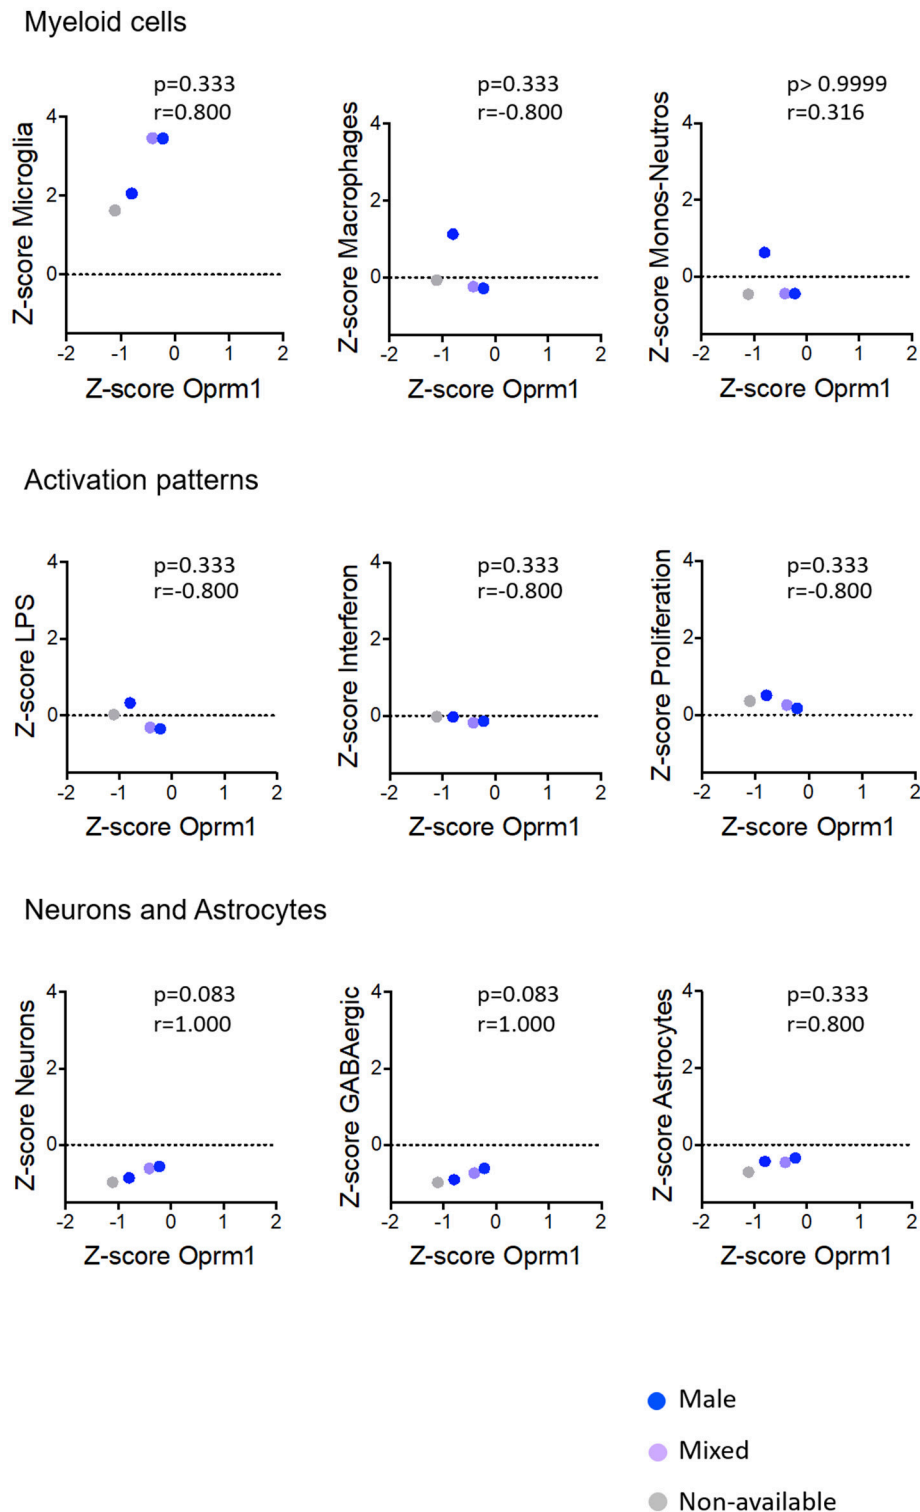 Myeloid cells
p=0.333
r=0.800
Z-score Microglia
4
2
0
-2 -1 0 1 2
Z-score Oprm1
p=0.333
r=-0.800
Z-score Macrophages
4
2
0
-2 -1 0 1 2
Z-score Oprm1
p> 0.9999
r=0.316
Z-score Monos-Neutros
4
2
0
-2 -1 0 1 2
Z-score Oprm1
Activation patterns
p=0.333
r=-0.800
Z-score LPS
4
2
0
-2 -1 0 1 2
Z-score Oprm1
p=0.333
r=-0.800
Z-score Interferon
4
2
0
-2 -1 0 1 2
Z-score Oprm1
p=0.333
r=-0.800
Z-score Proliferation
4
2
0
-2 -1 0 1 2
Z-score Oprm1
Neurons and Astrocytes
p=0.083
r=1.000
Z-score Neurons
4
2
0
-2 -1 0 1 2
Z-score Oprm1
p=0.083
r=1.000
Z-score GABAergic
4
2
0
-2 -1 0 1 2
Z-score Oprm1
p=0.333
r=0.800
Z-score Astrocytes
4
2
0
-2 -1 0 1 2
Z-score Oprm1
Male
Mixed
Non-available